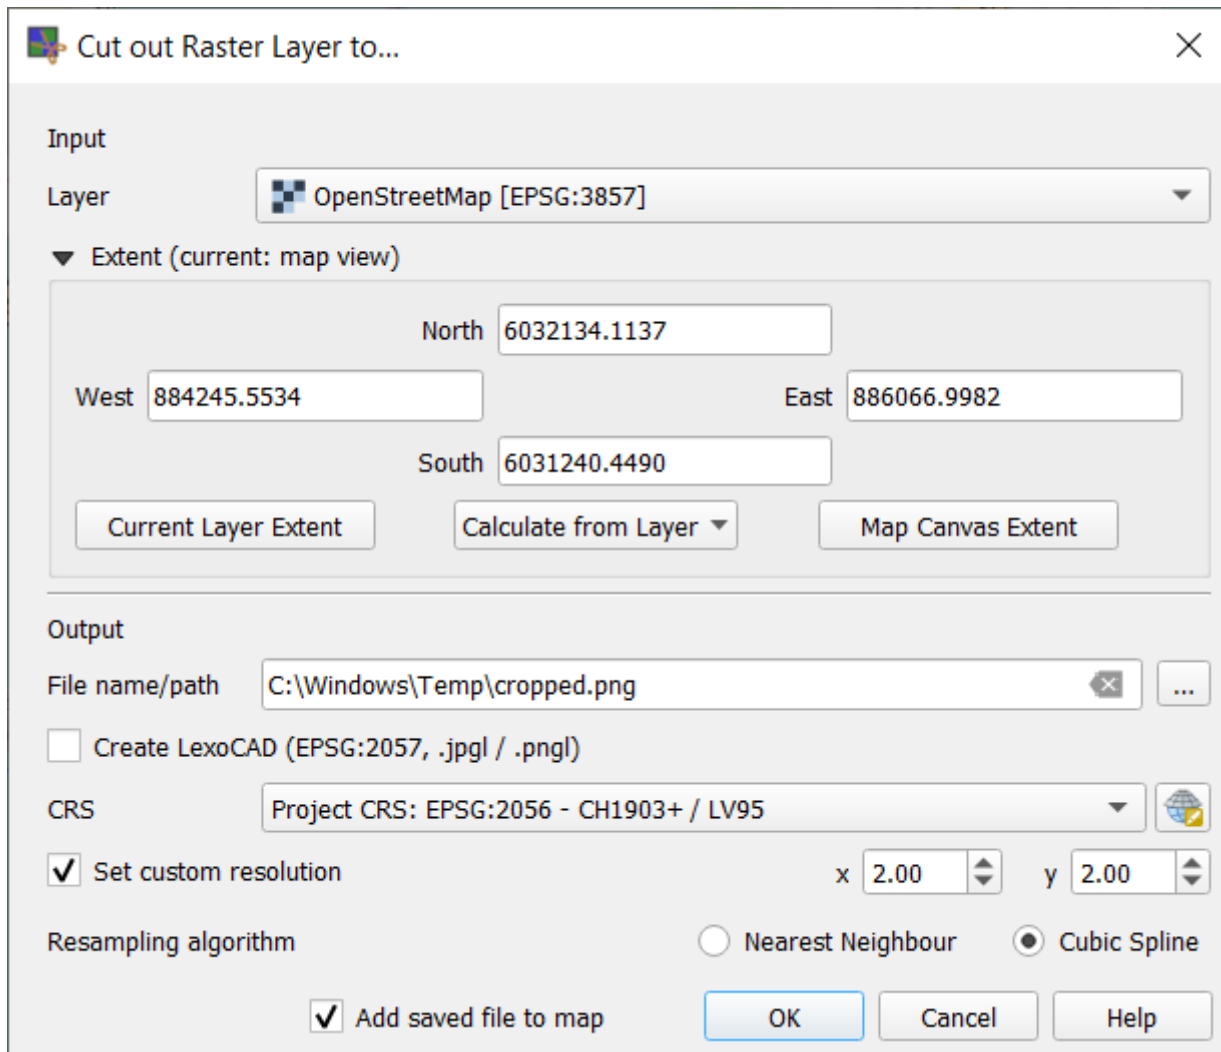 Cut out Raster Layer to...
Input
Layer OpenStreetMap [EPSG:3857]
Extent (current: map view)
North 6032134.1137
West 884245.5534 East 886066.9982
South 6031240.4490
Current Layer Extent Calculate from Layer Map Canvas Extent
Output
File name/path C:\Windows\Temp\cropped.png ...
Create LexoCAD (EPSG:2057, .jpgl / .pngl)
CRS Project CRS: EPSG:2056 - CH1903+ / LV95
Set custom resolution x 2.00 y 2.00
Resampling algorithm Nearest Neighbour Cubic Spline
Add saved file to map OK Cancel Help